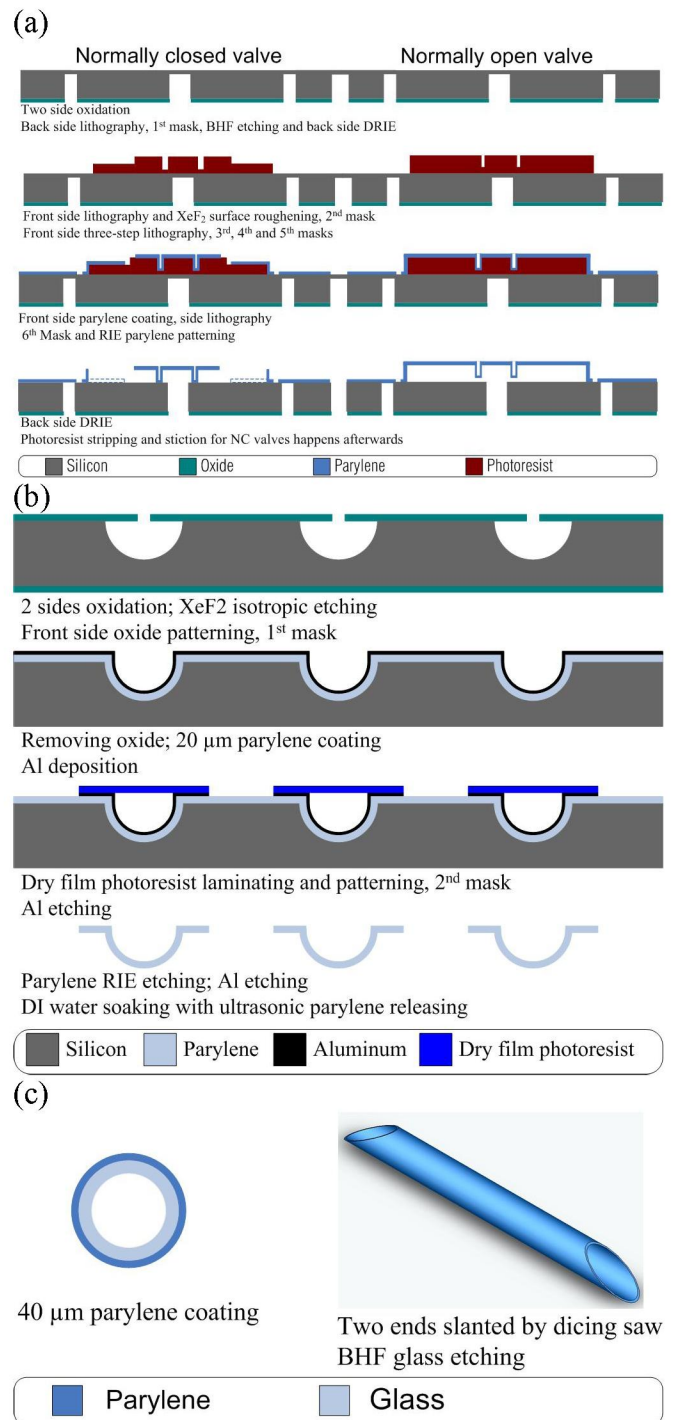 (a)
Normally closed valve Normally open valve
Two side oxidation
Back side lithography, 1st mask, BHF etching and back side DRIE
Front side lithography and XeF2 surface roughening, 2nd mask
Front side three-step lithography, 3rd, 4th and 5th masks
Front side parylene coating, side lithography
6th Mask and RIE parylene patterning
Back side DRIE
Photoresist stripping and stiction for NC valves happens afterwards
Silicon Oxide Parylene Photoresist
(b)
2 sides oxidation; XeF2 isotropic etching
Front side oxide patterning, 1st mask
Removing oxide; 20 µm parylene coating
Al deposition
Dry film photoresist laminating and patterning, 2nd mask
Al etching
Parylene RIE etching; Al etching
DI water soaking with ultrasonic parylene releasing
Silicon Parylene Aluminum Dry film photoresist
(c)
40 µm parylene coating
Two ends slanted by dicing saw
BHF glass etching
Parylene Glass